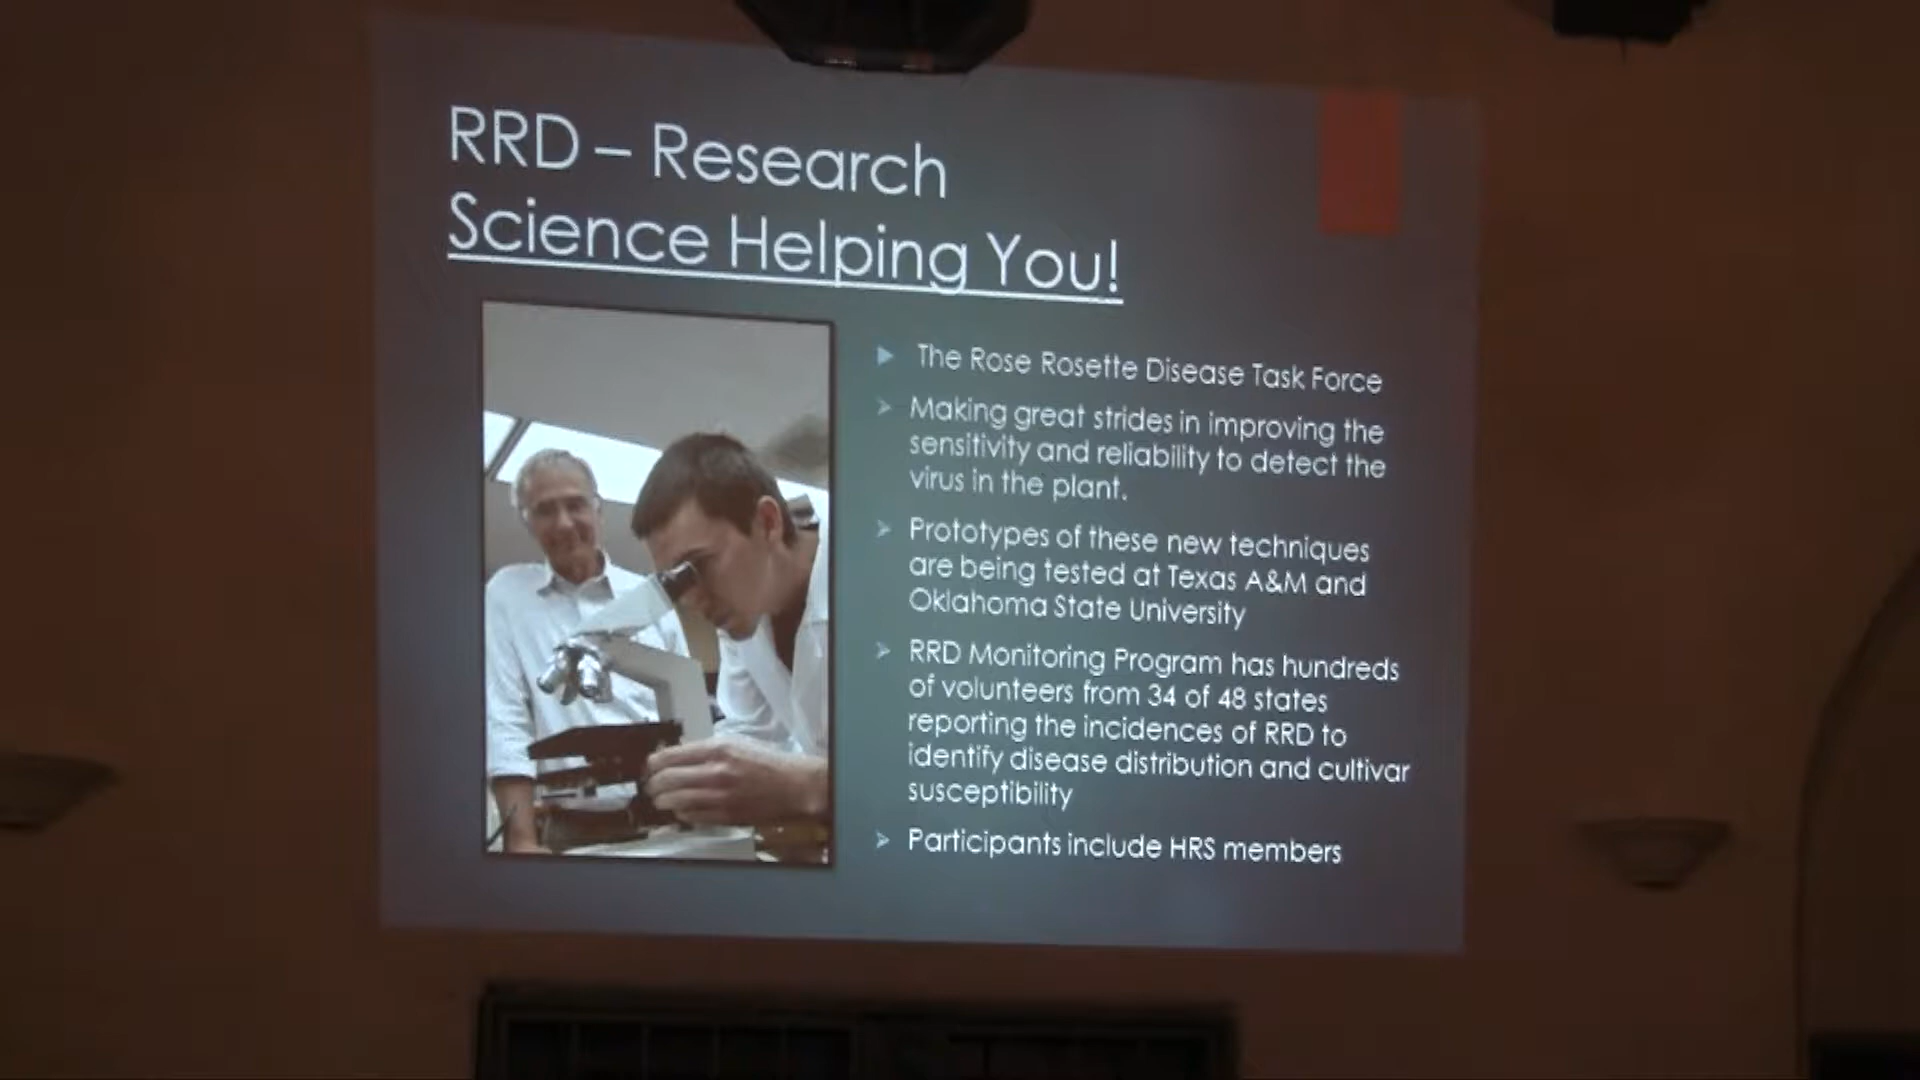 RRD – Research
Science Helping You!
The Rose Rosette Disease Task Force
Making great strides in improving the
sensitivity and reliability to detect the
virus in the plant.
Prototypes of these new techniques
are being tested at Texas A&M and
Oklahoma State University
RRD Monitoring Program has hundreds
of volunteers from 34 of 48 states
reporting the incidences of RRD to
identify disease distribution and cultivar
susceptibility
Participants include HRS members